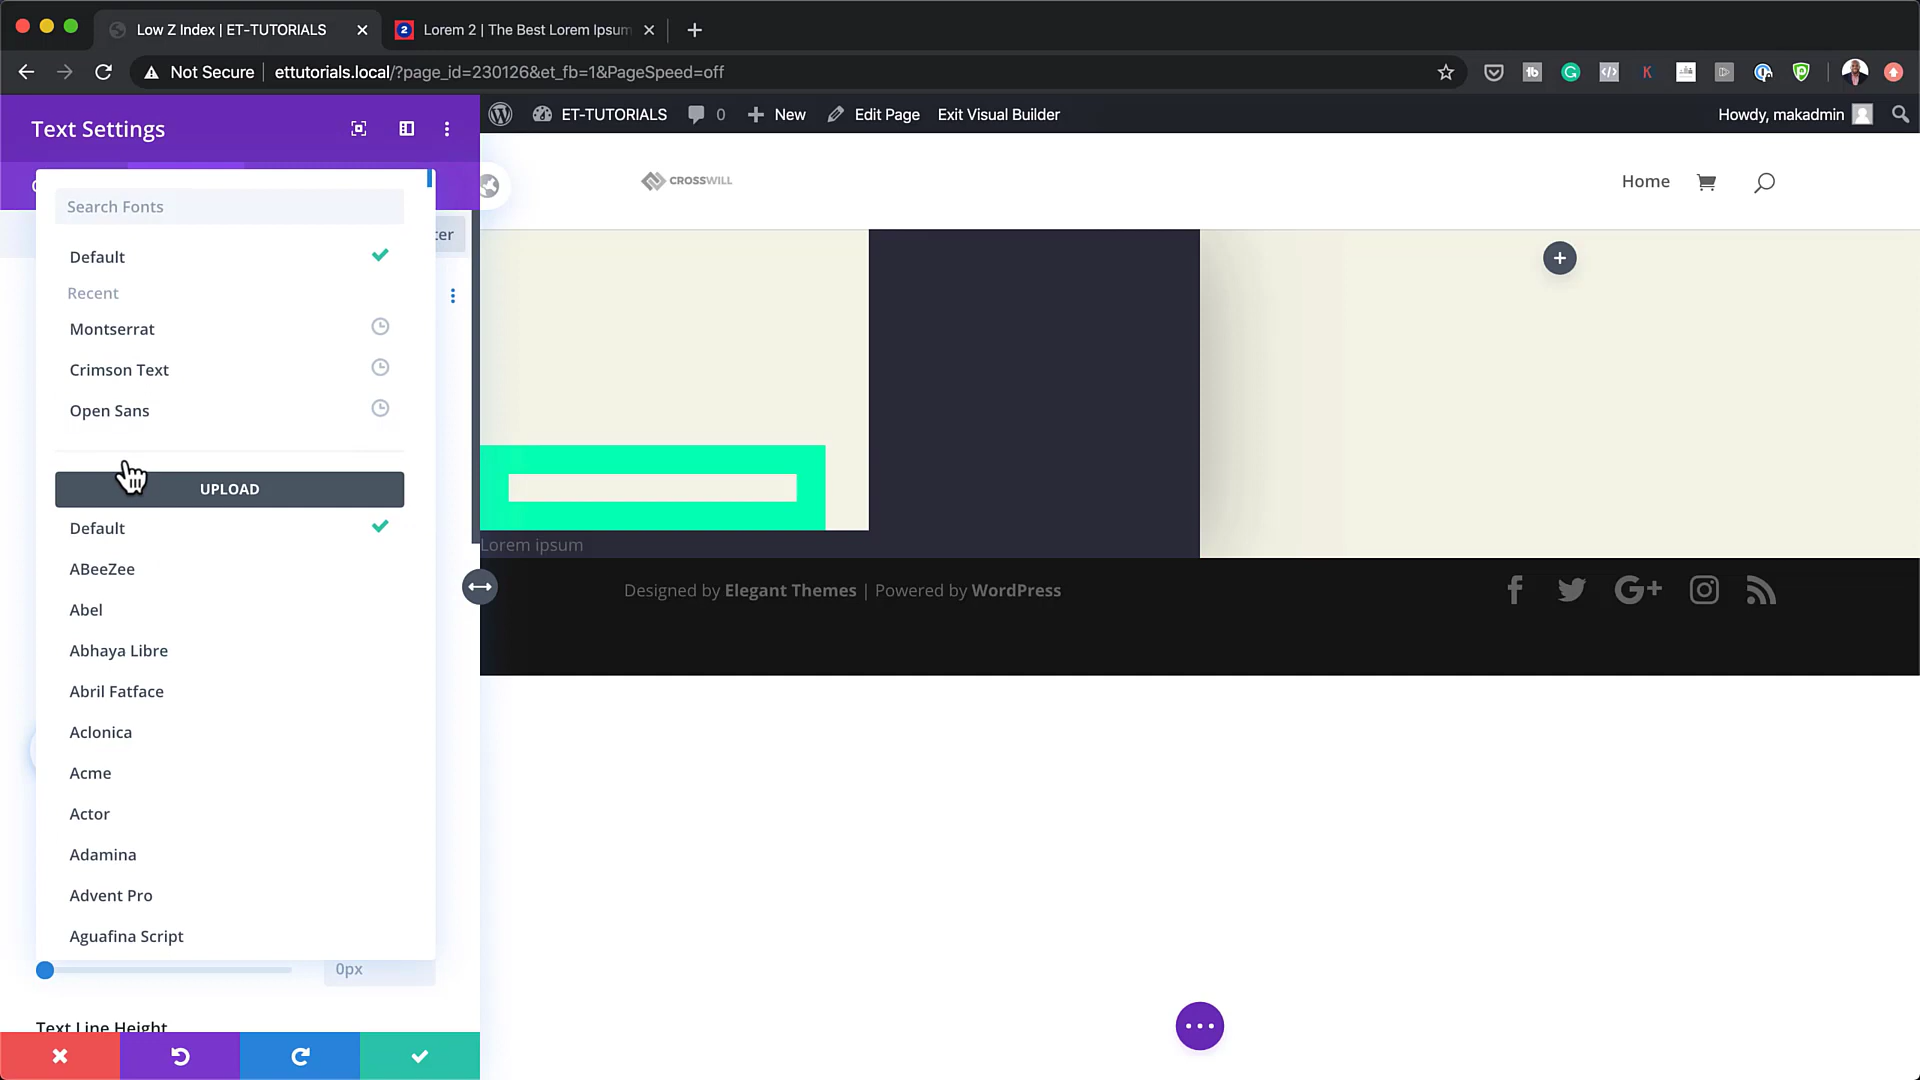 Low Z Index | ET-TUTORIALS
2 Lorem 2 | The Best Lorem Ipsum
Not Secure ettutorials.local/?page_id=230126&et_fb=1&PageSpeed=off
Text Settings
ET-TUTORIALS 0 New Edit Page Exit Visual Builder Howdy, makadmin
CROSSWILL
Home
ter
Search Fonts
Default
Recent
Montserrat
Crimson Text
Open Sans
UPLOAD
Default
ABeeZee
Abel
Abhaya Libre
Abril Fatface
Aclonica
Acme
Actor
Adamina
Advent Pro
Aguafina Script
0px
Text Line Height
Lorem ipsum
Designed by Elegant Themes | Powered by WordPress